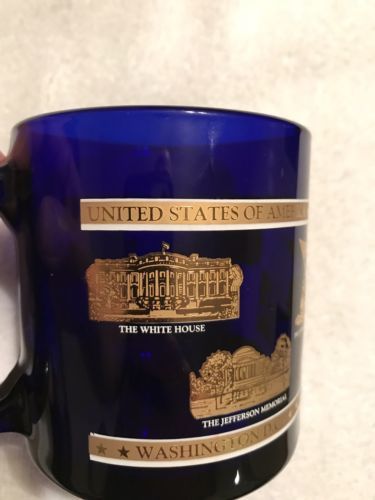 UNITED STATES OF AMERICA
THE WHITE HOUSE
THE JEFFERSON MEMORIAL
★ ★ WASHINGTON D.C.